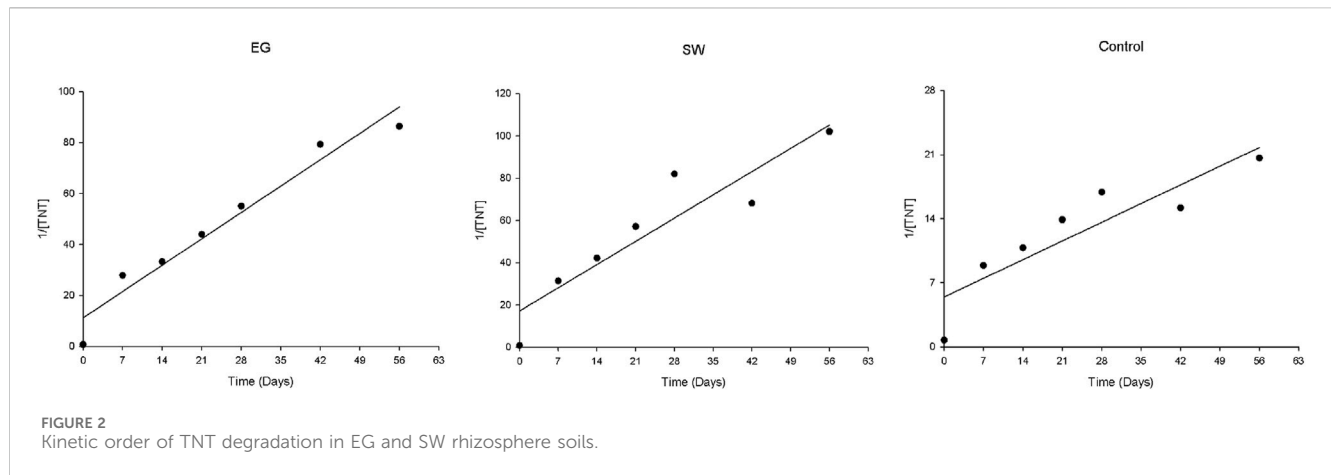 EG
100
80
60
40
20
0
1/[TNT]
0 7 14 21 28 35 42 49 56 63
Time (Days)
SW
120
100
80
60
40
20
0
1/[TNT]
0 7 14 21 28 35 42 49 56 63
Time (Days)
Control
28
21
14
7
0
1/[TNT]
0 7 14 21 28 35 42 49 56 63
Time (Days)
FIGURE 2
Kinetic order of TNT degradation in EG and SW rhizosphere soils.